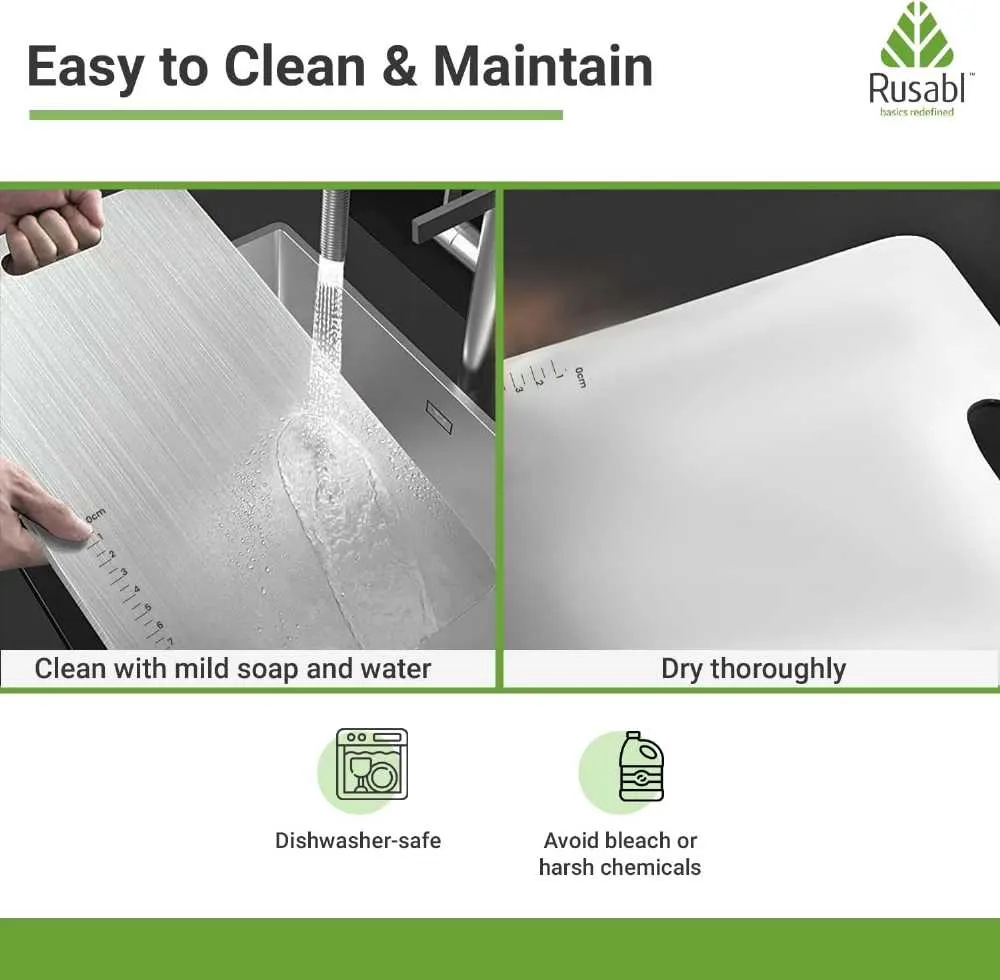 Easy to Clean & Maintain
Rusabl™
basics redefined
0cm
1
2
3
4
5
6
7
3
2
1
0cm
Clean with mild soap and water
Dry thoroughly
Dishwasher-safe
Avoid bleach or
harsh chemicals